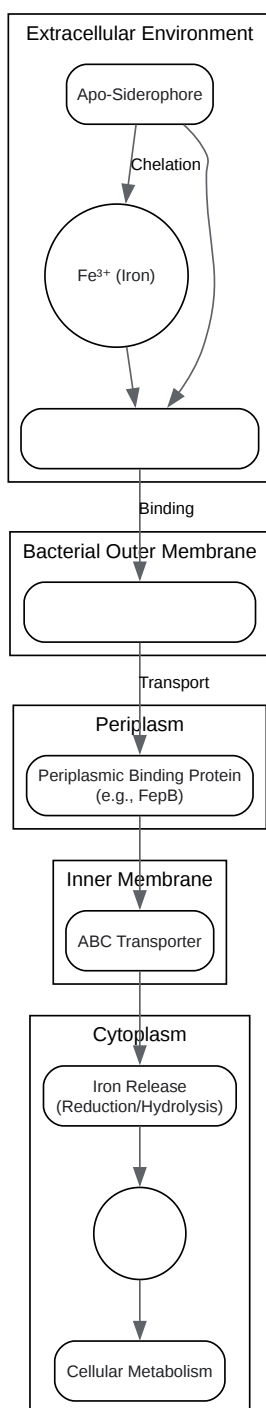 Extracellular Environment
Apo-Siderophore
Chelation
Fe³⁺ (Iron)
Binding
Bacterial Outer Membrane
Transport
Periplasm
Periplasmic Binding Protein
(e.g., FepB)
Inner Membrane
ABC Transporter
Cytoplasm
Iron Release
(Reduction/Hydrolysis)
Cellular Metabolism